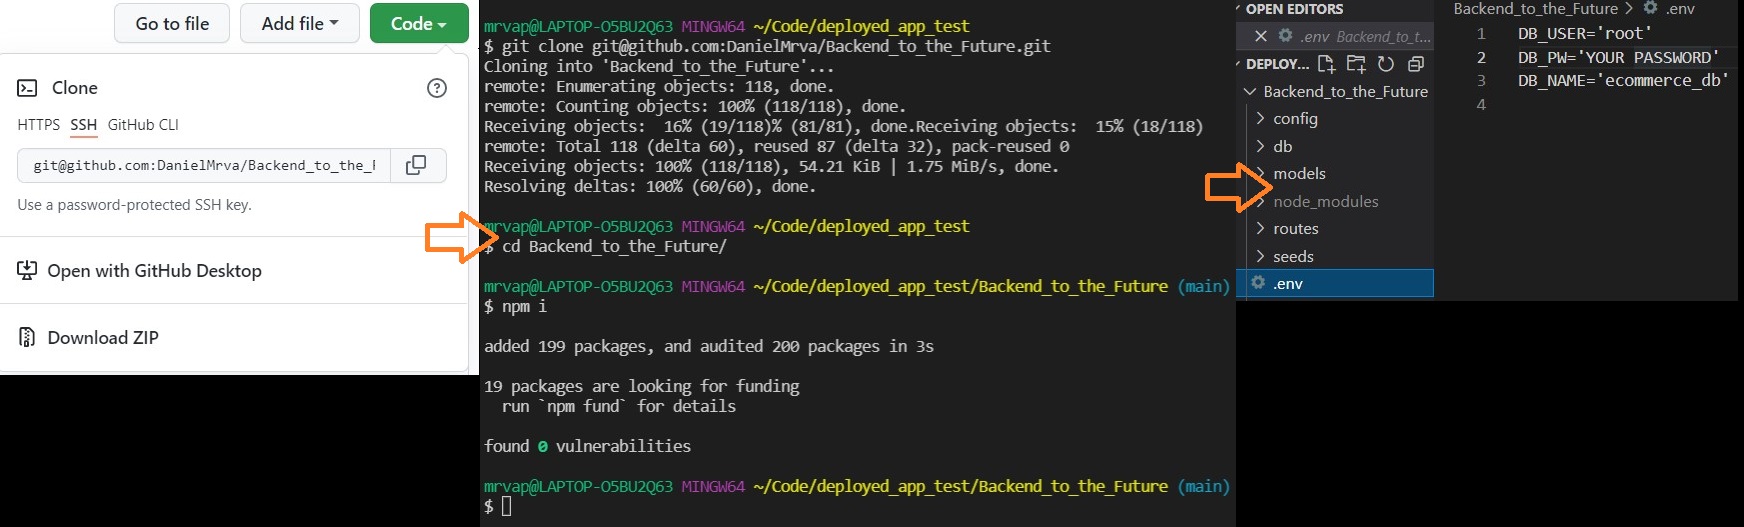 Go to file
Add file
Code
Clone
HTTPS SSH GitHub CLI
git@github.com:DanielMrva/Backend_to_the_F
Use a password-protected SSH key.
Open with GitHub Desktop
Download ZIP
mrvap@LAPTOP-O5BU2Q63 MINGW64 ~/Code/deployed_app_test
$ git clone git@github.com:DanielMrva/Backend_to_the_Future.git
Cloning into 'Backend_to_the_Future'...
remote: Enumerating objects: 118, done.
remote: Counting objects: 100% (118/118), done.
Receiving objects:  16% (19/118)% (81/81), done.Receiving objects:  15% (18/118)
remote: Total 118 (delta 60), reused 87 (delta 32), pack-reused 0
Receiving objects: 100% (118/118), 54.21 KiB | 1.75 MiB/s, done.
Resolving deltas: 100% (60/60), done.
mrvap@LAPTOP-O5BU2Q63 MINGW64 ~/Code/deployed_app_test
$ cd Backend_to_the_Future/
mrvap@LAPTOP-O5BU2Q63 MINGW64 ~/Code/deployed_app_test/Backend_to_the_Future (main)
$ npm i
added 199 packages, and audited 200 packages in 3s
19 packages are looking for funding
  run `npm fund` for details
found 0 vulnerabilities
mrvap@LAPTOP-O5BU2Q63 MINGW64 ~/Code/deployed_app_test/Backend_to_the_Future (main)
$
OPEN EDITORS
.env Backend_to_t...
DEPLOY...
Backend_to_the_Future
config
db
models
node_modules
routes
seeds
.env
Backend_to_the_Future > .env
1 DB_USER='root'
2 DB_PW='YOUR PASSWORD'
3 DB_NAME='ecommerce_db'
4